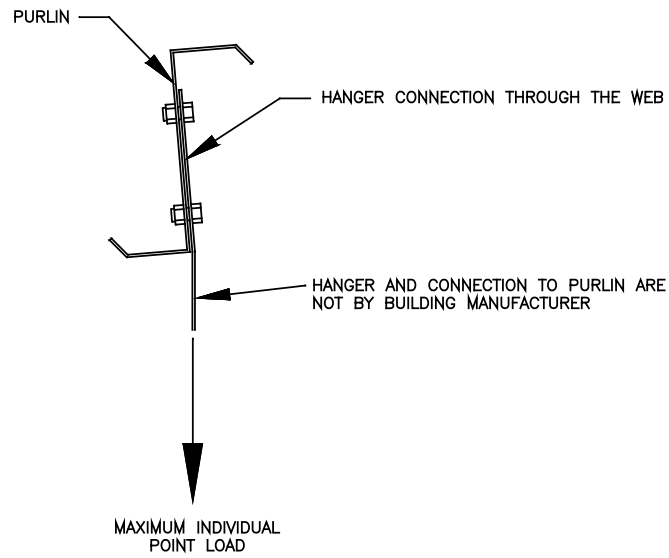 PURLIN
HANGER CONNECTION THROUGH THE WEB
HANGER AND CONNECTION TO PURLIN ARE
NOT BY BUILDING MANUFACTURER
MAXIMUM INDIVIDUAL
POINT LOAD